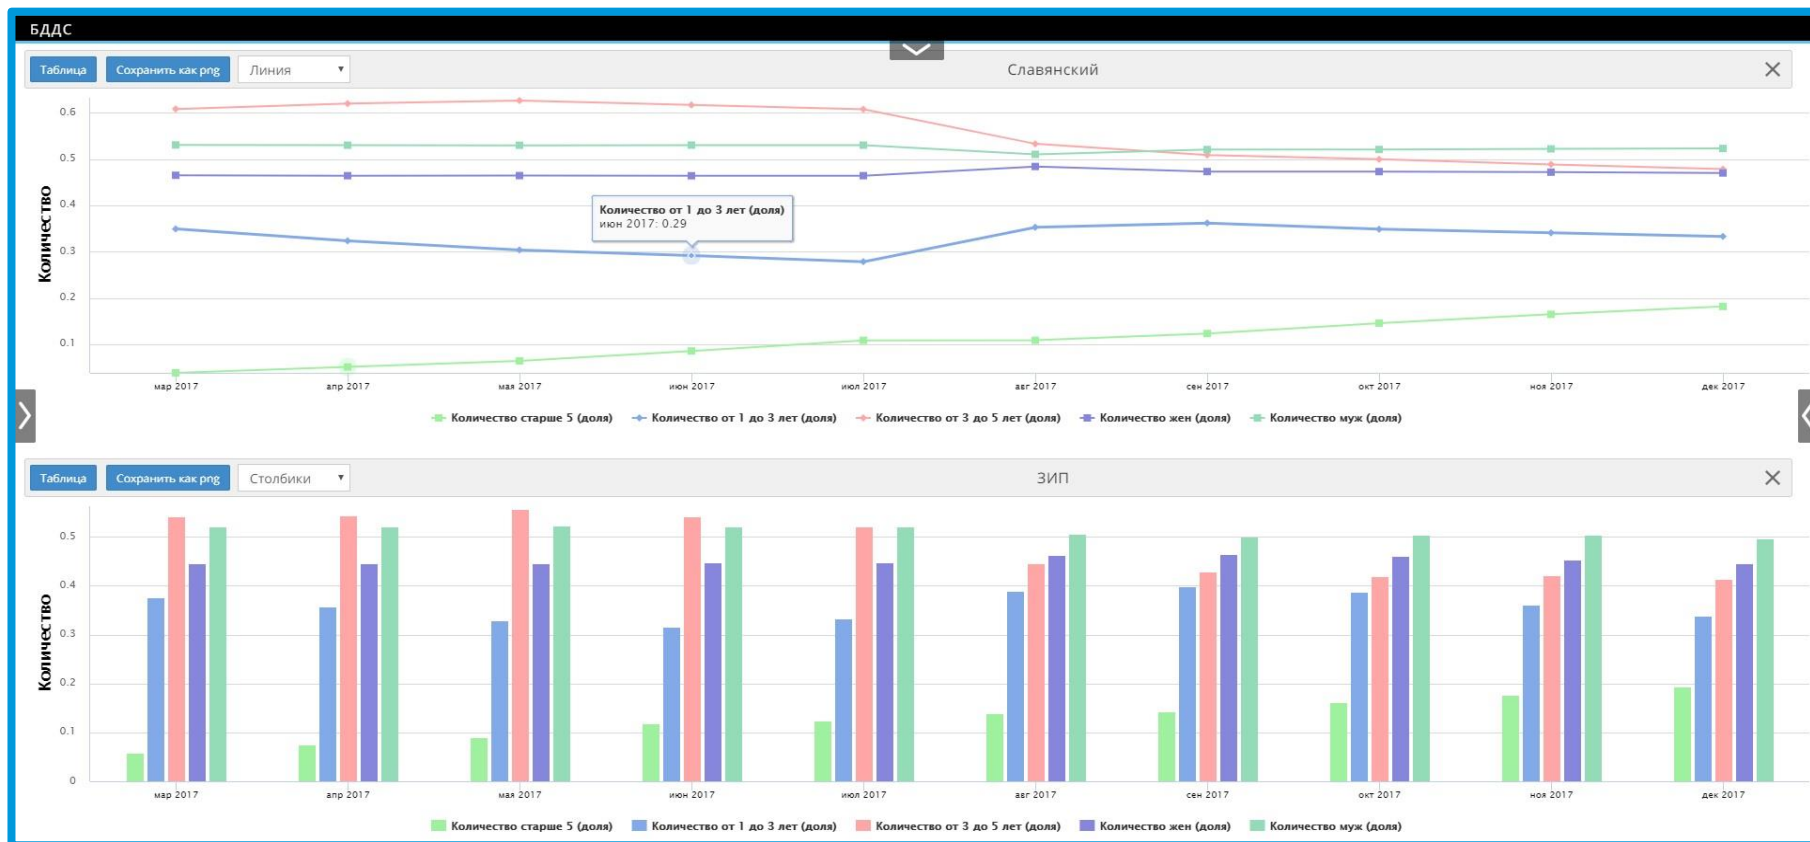 БДДС
Таблица Сохранить как png Линия Славянский
0.6
0.5
0.4
0.3
0.2
0.1
Количество
Количество от 1 до 3 лет (доля)
июн 2017: 0.29
мар 2017 апр 2017 мая 2017 июн 2017 июл 2017 авг 2017 сен 2017 окт 2017 ноя 2017 дек 2017
Количество старше 5 (доля) Количество от 1 до 3 лет (доля) Количество от 3 до 5 лет (доля) Количество жен (доля) Количество муж (доля)
Таблица Сохранить как png Столбики ЗИП
0.5
0.4
0.3
0.2
0.1
0
Количество
мар 2017 апр 2017 мая 2017 июн 2017 июл 2017 авг 2017 сен 2017 окт 2017 ноя 2017 дек 2017
Количество старше 5 (доля) Количество от 1 до 3 лет (доля) Количество от 3 до 5 лет (доля) Количество жен (доля) Количество муж (доля)